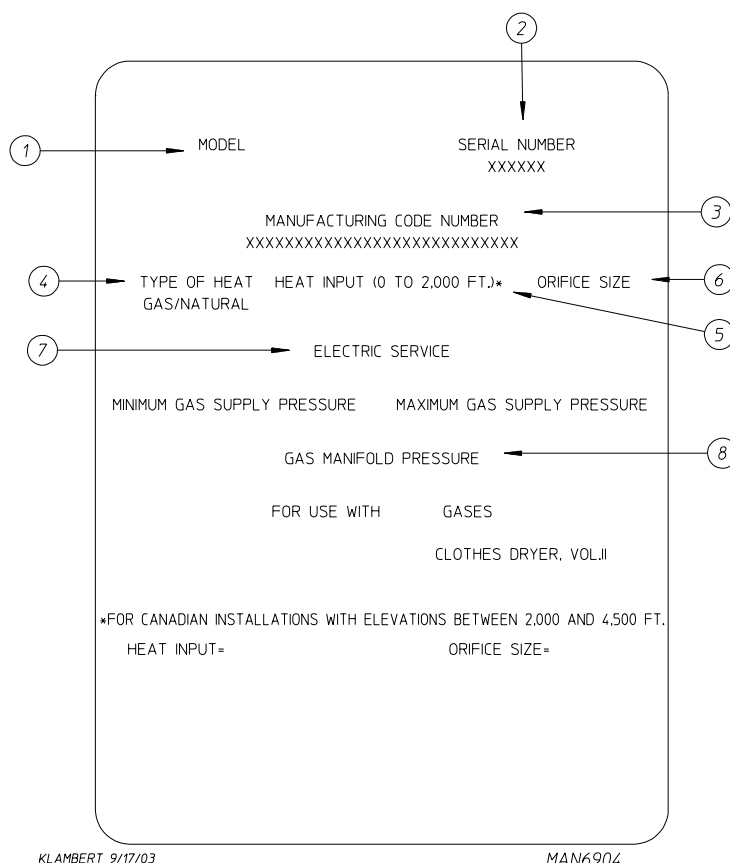 2
1
MODEL SERIAL NUMBER
XXXXXX
3
MANUFACTURING CODE NUMBER
XXXXXXXXXXXXXXXXXXXXXXXXXXXX
4
TYPE OF HEAT HEAT INPUT (0 TO 2,000 FT.)* ORIFICE SIZE
6
GAS/NATURAL
5
7
ELECTRIC SERVICE
MINIMUM GAS SUPPLY PRESSURE MAXIMUM GAS SUPPLY PRESSURE
GAS MANIFOLD PRESSURE
8
FOR USE WITH GASES
CLOTHES DRYER, VOL.II
*FOR CANADIAN INSTALLATIONS WITH ELEVATIONS BETWEEN 2,000 AND 4,500 FT.
HEAT INPUT= ORIFICE SIZE=
KLAMBERT 9/17/03 MAN6904